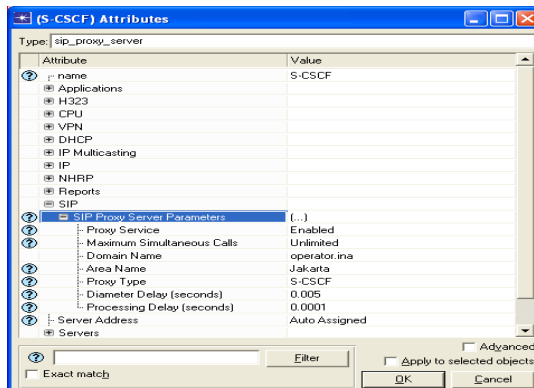 (S-CSCF) Attributes
Type: sip_proxy_server
Attribute Value
name S-CSCF
Applications
H323
CPU
VPN
DHCP
IP Multicasting
IP
NHRP
Reports
SIP
SIP Proxy Server Parameters (...)
Proxy Service Enabled
Maximum Simultaneous Calls Unlimited
Domain Name operator.ina
Area Name Jakarta
Proxy Type S-CSCF
Diameter Delay (seconds) 0.005
Processing Delay (seconds) 0.0001
Server Address Auto Assigned
Servers
Advanced
Filter
Apply to selected objects
Exact match
OK Cancel